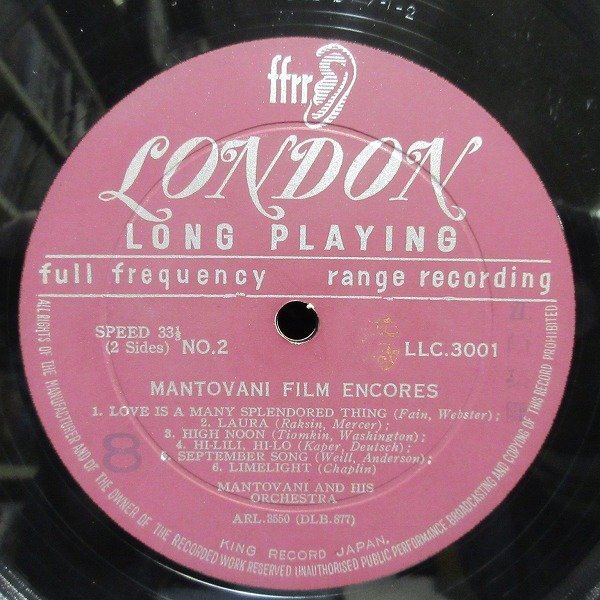 ffrr
LONDON
LONG PLAYING
full frequency range recording
SPEED 33⅓
(2 Sides) NO.2
LLC.3001
MANTOVANI FILM ENCORES
1. LOVE IS A MANY SPLENDORED THING (Fain, Webster);
2. LAURA (Raksin, Mercer);
3. HIGH NOON (Tiomkin, Washington);
4. HI-LILI, HI-LO (Kaper, Deutsch);
5. SEPTEMBER SONG (Weill, Anderson);
6. LIMELIGHT (Chaplin)
MANTOVANI AND HIS
ORCHESTRA
ARL.3550 (DLB.877)
KING RECORD JAPAN.
ALL RIGHTS OF THE MANUFACTURER AND OF THE OWNER OF THE RECORDED WORK RESERVED UNAUTHORISED PUBLIC PERFORMANCE BROADCASTING AND COPYING OF THIS RECORD PROHIBITED
8